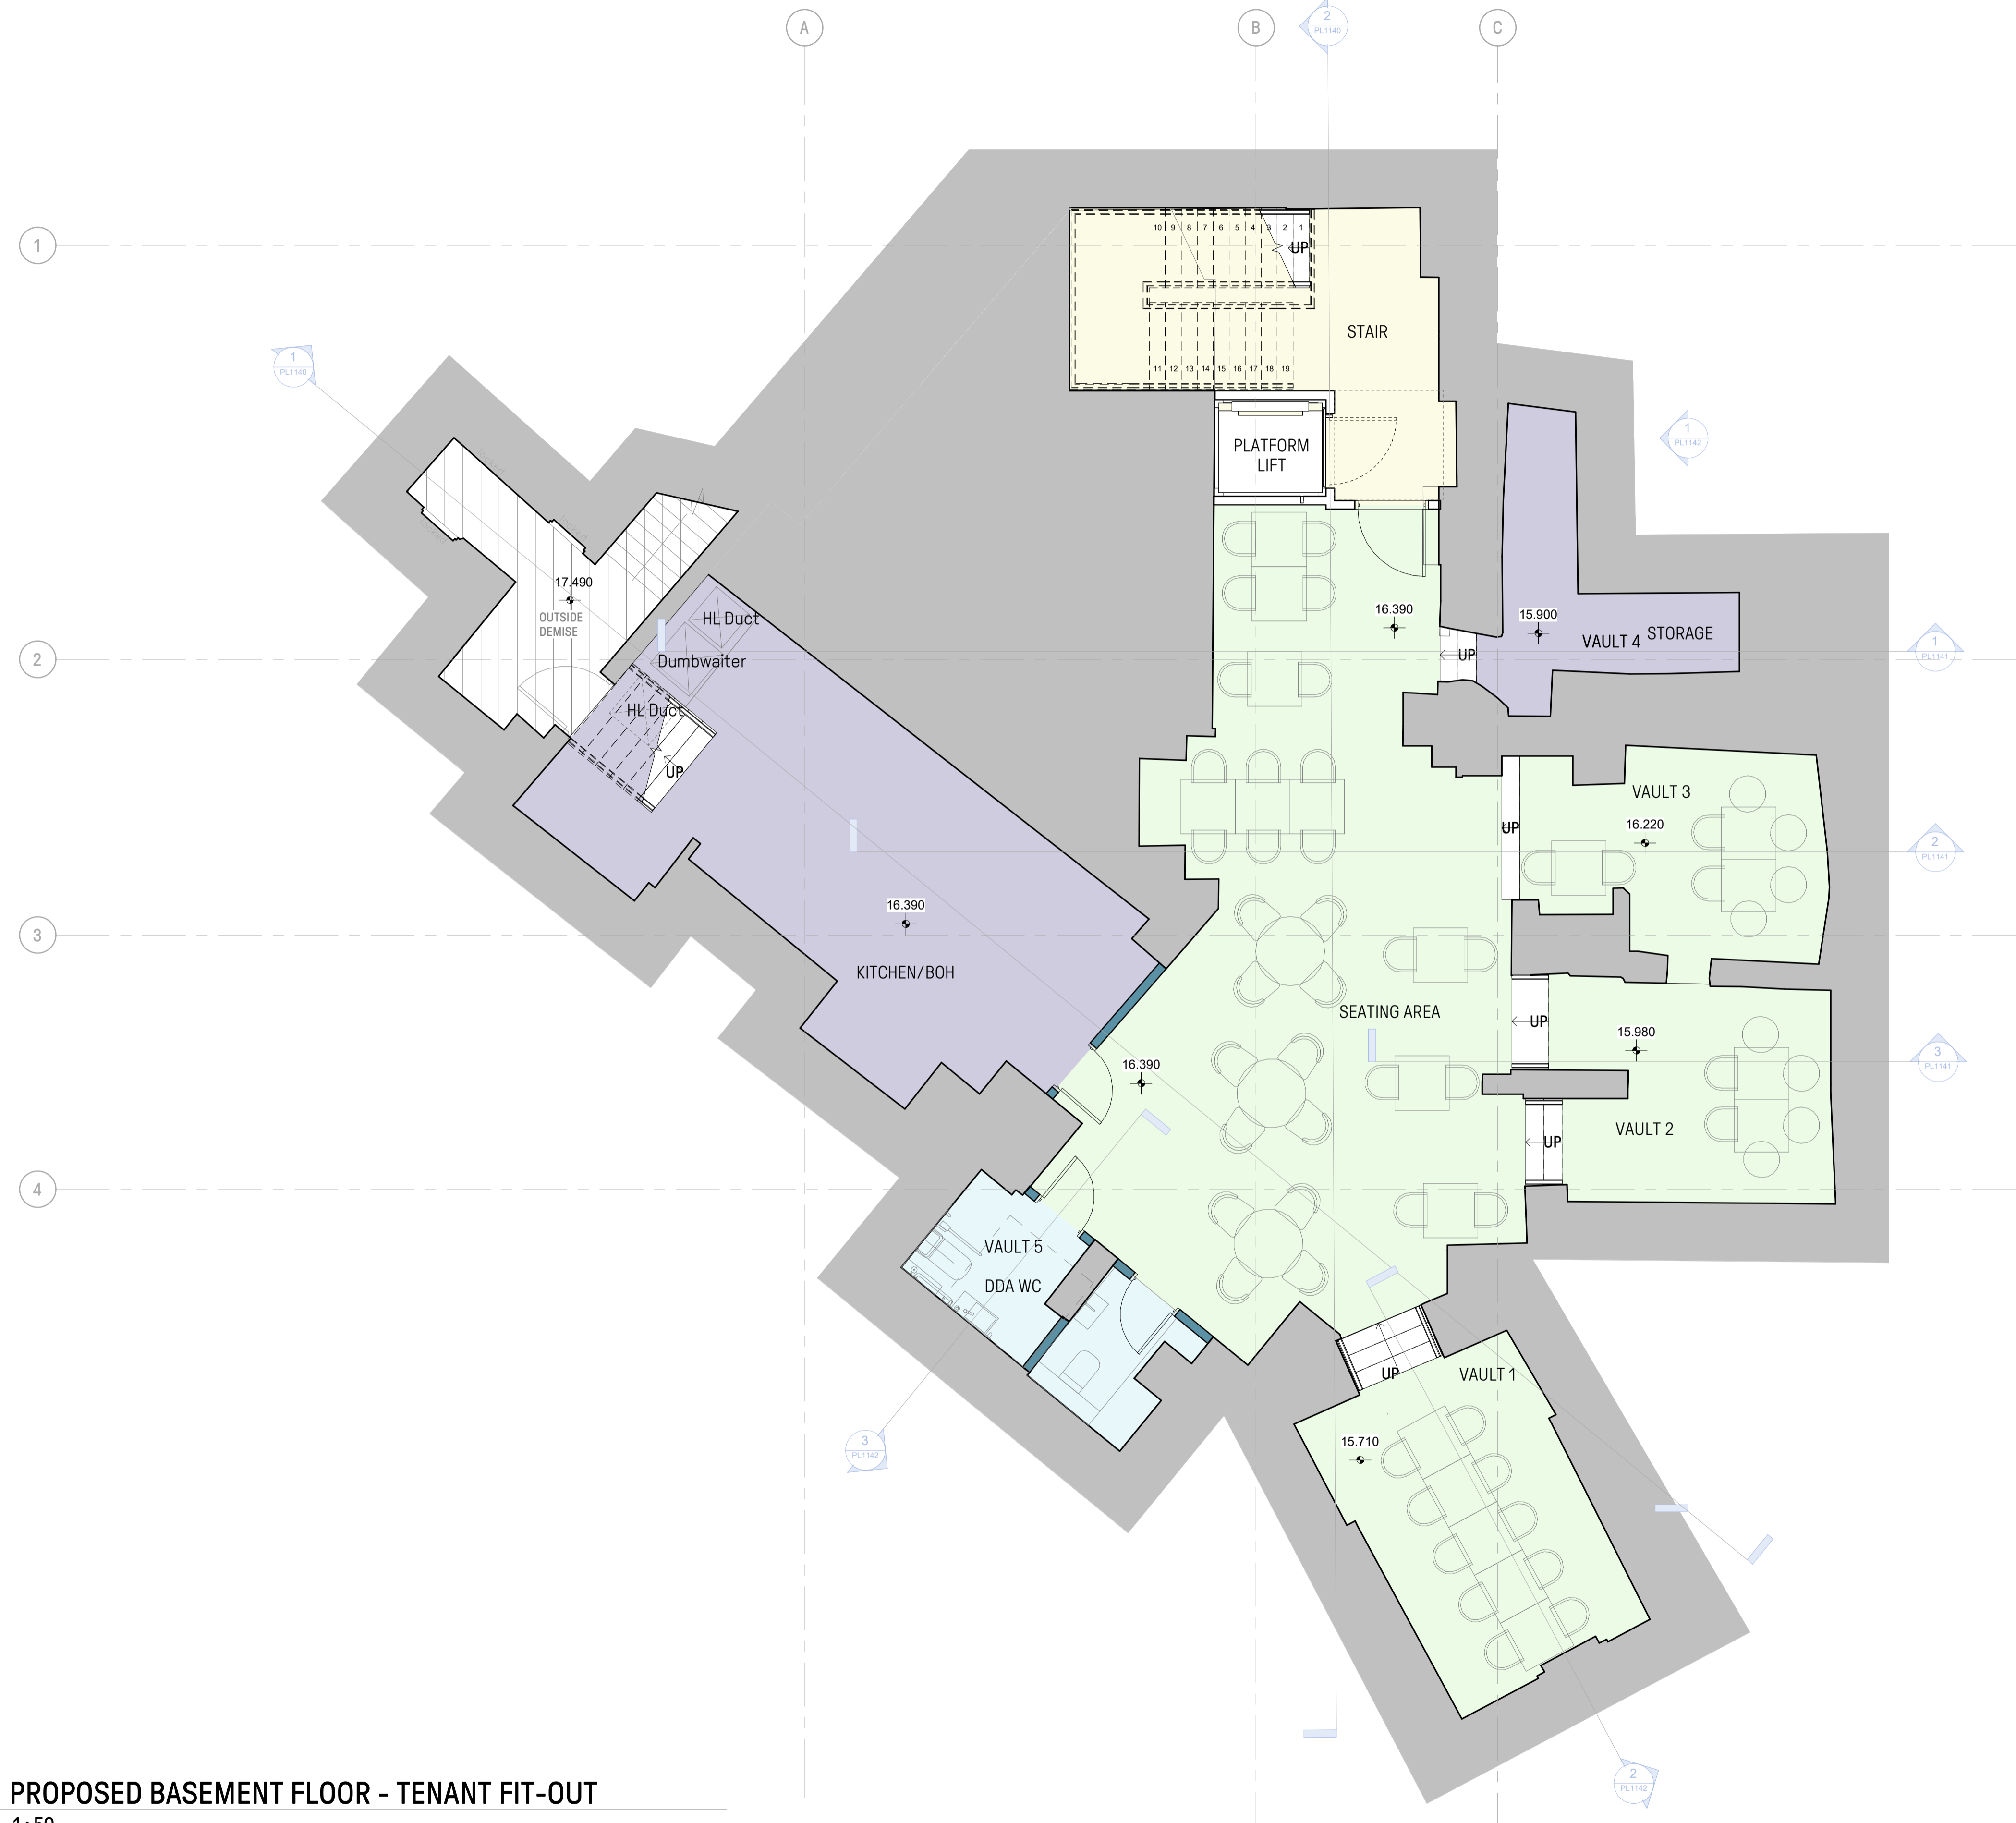 A
B
2
PL1140
C
1
10 9 8 7 6 5 4 3 2 1
UP
STAIR
11 12 13 14 15 16 17 18 19
1
PL1140
PLATFORM
LIFT
1
PL1142
17.490
OUTSIDE
DEMISE
HL Duct
Dumbwaiter
HL Duct
UP
16.390
15.900
VAULT 4
STORAGE
UP
2
1
PL1141
VAULT 3
16.220
UP
2
PL1141
16.390
KITCHEN/BOH
3
SEATING AREA
16.390
UP
15.980
3
PL1141
UP
VAULT 2
4
VAULT 5
DDA WC
UP
VAULT 1
15.710
3
PL1142
2
PL1142
PROPOSED BASEMENT FLOOR - TENANT FIT-OUT
1:50